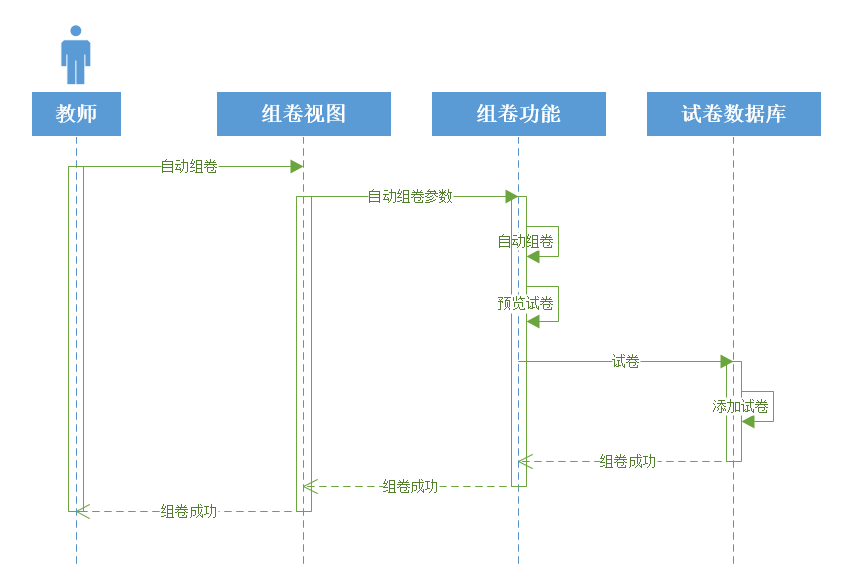 教师
组卷视图
组卷功能
试卷数据库
自动组卷
自动组卷参数
自动组卷
预览试卷
试卷
添加试卷
组卷成功
组卷成功
组卷成功